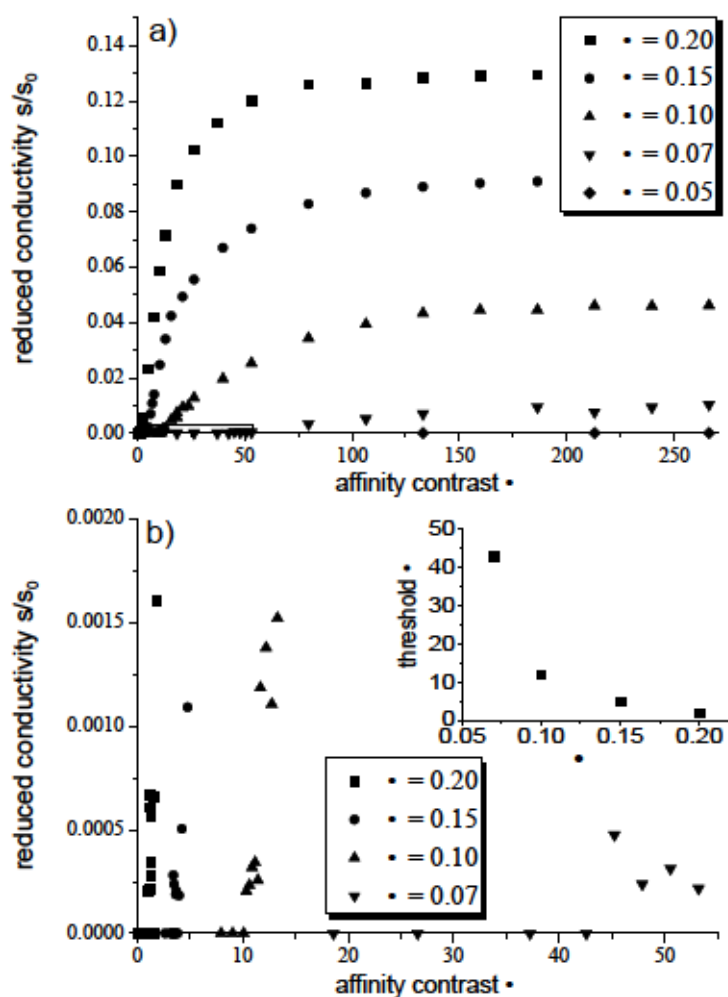 a)
0.14
0.12
0.10
0.08
0.06
0.04
0.02
0.00
reduced conductivity s/s₀
• = 0.20
• = 0.15
• = 0.10
• = 0.07
• = 0.05
0 50 100 150 200 250
affinity contrast •
b)
0.0020
0.0015
0.0010
0.0005
0.0000
reduced conductivity s/s₀
50
40
30
20
10
0
threshold •
0.05 0.10 0.15 0.20
•
• = 0.20
• = 0.15
• = 0.10
• = 0.07
0 10 20 30 40 50
affinity contrast •